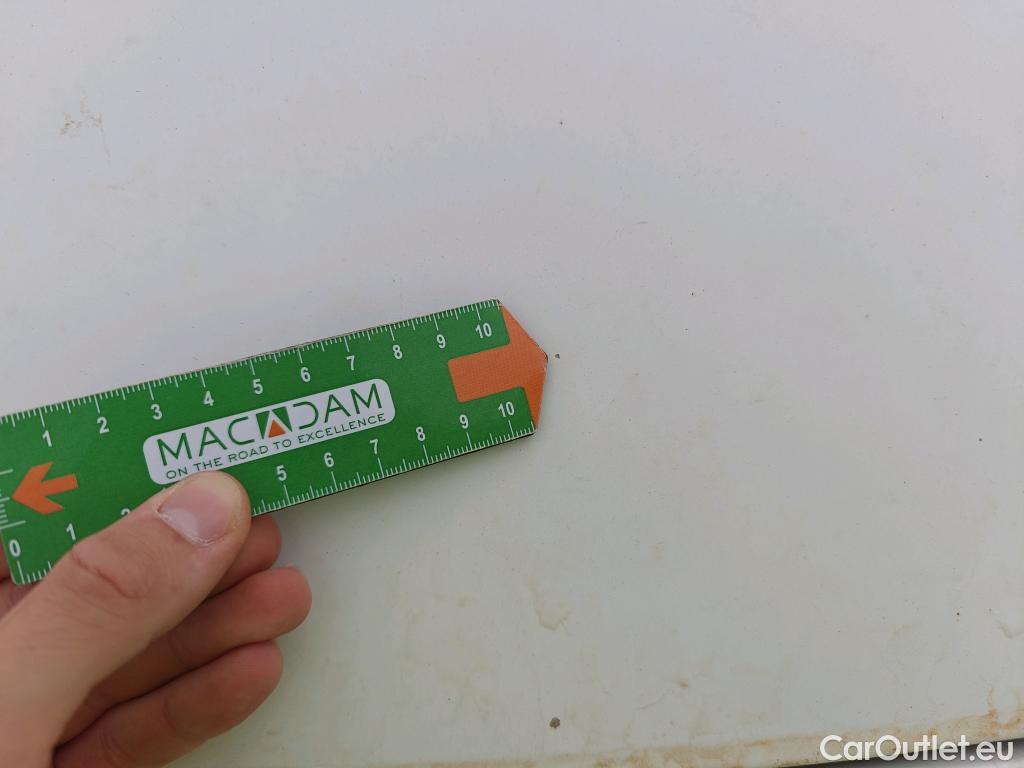 1 2 3 4 5 6 7 8 9 10
MACADAM
ON THE ROAD TO EXCELLENCE
0 1 5 6 7 8 9 10
CarOutlet.eu